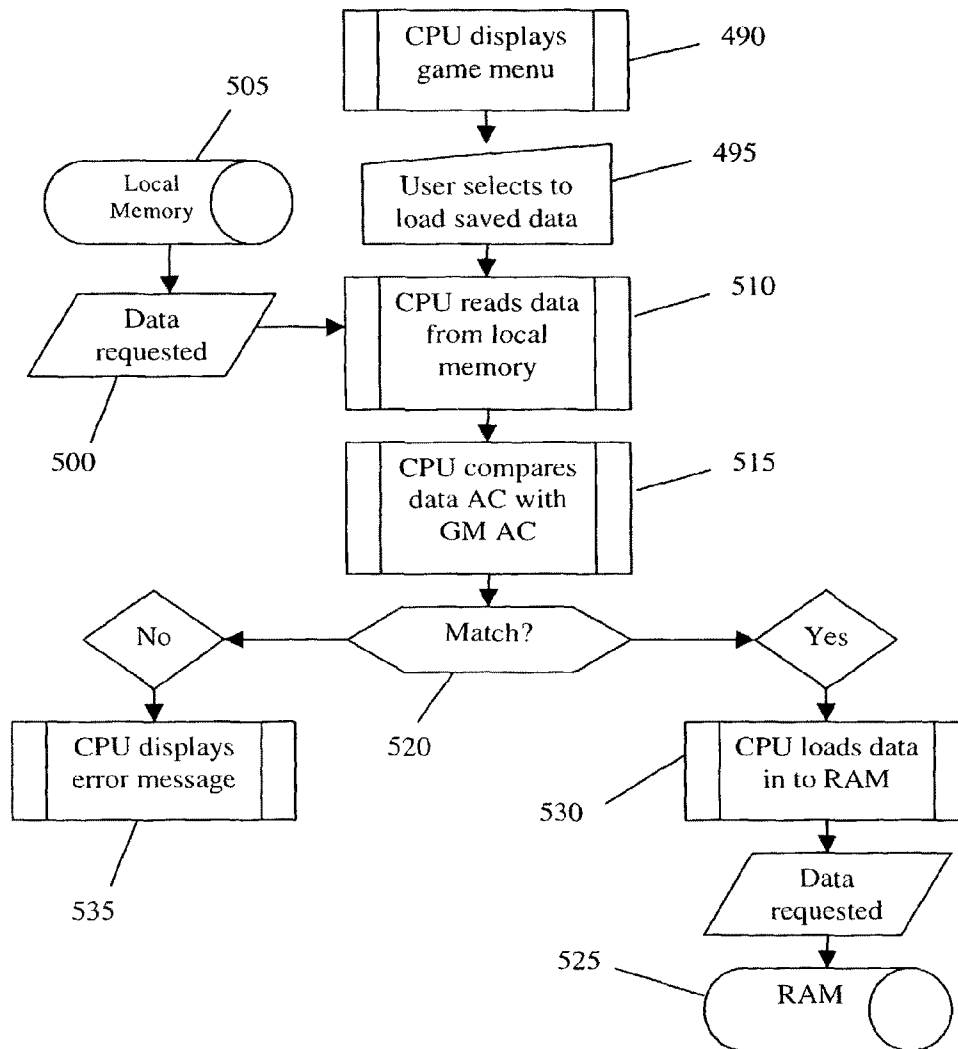 CPU displays
game menu
490
505
495
Local
Memory
User selects to
load saved data
510
CPU reads data
from local
memory
Data
requested
500
515
CPU compares
data AC with
GM AC
No
Match?
Yes
520
CPU displays
error message
CPU loads data
in to RAM
530
535
Data
requested
525
RAM